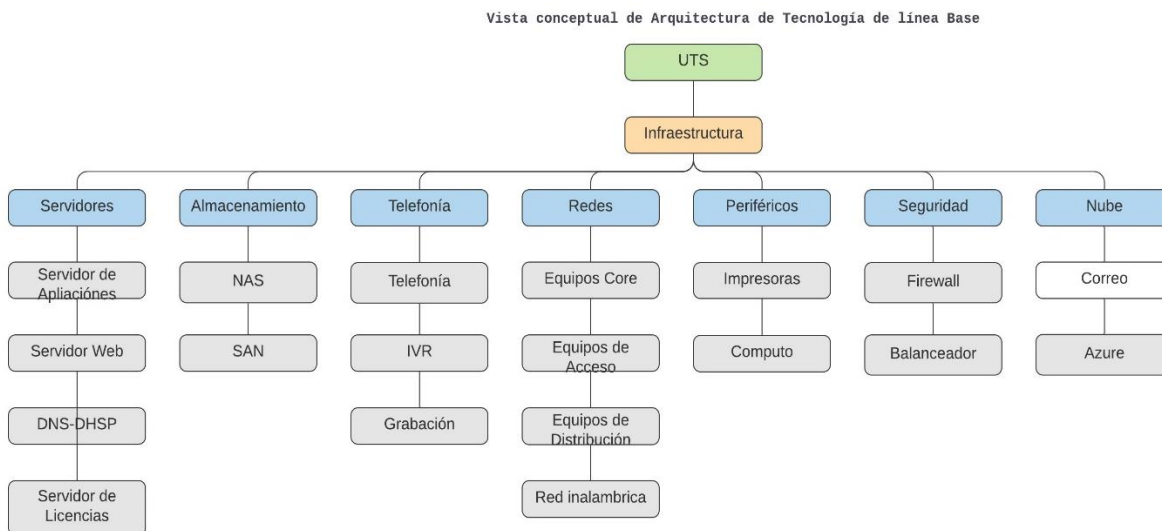 Vista conceptual de Arquitectura de Tecnología de línea Base
UTS
Infraestructura
Servidores
Almacenamiento
Telefonía
Redes
Periféricos
Seguridad
Nube
Servidor de
Apliaciónes
NAS
Telefonía
Equipos Core
Impresoras
Firewall
Correo
Servidor Web
SAN
IVR
Equipos de
Acceso
Computo
Balanceador
Azure
DNS-DHSP
Grabación
Equipos de
Distribución
Servidor de
Licencias
Red inalambrica